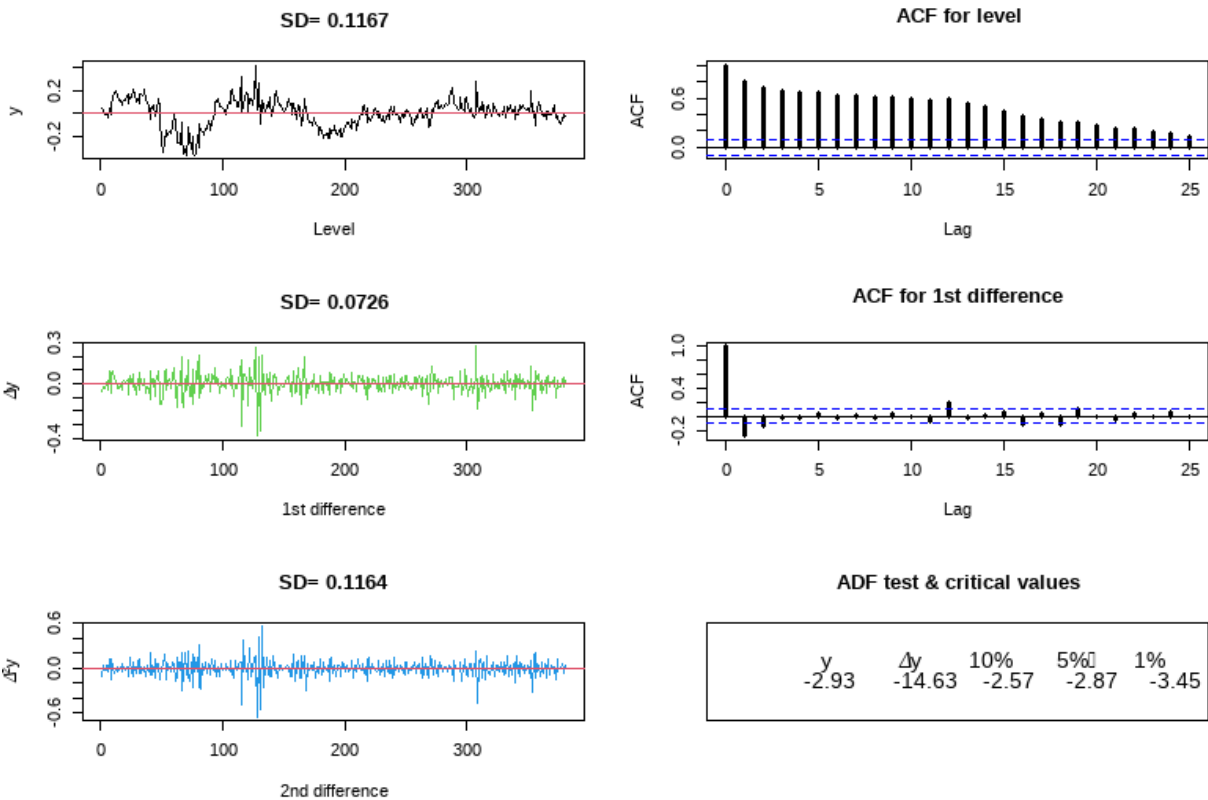 SD= 0.1167
y
0.2
-0.2
0
100
200
300
Level
ACF for level
ACF
0.6
0.0
0
5
10
15
20
25
Lag
SD= 0.0726
Δy
0.3
0.0
-0.4
0
100
200
300
1st difference
ACF for 1st difference
ACF
1.0
0.4
-0.2
0
5
10
15
20
25
Lag
SD= 0.1164
Δ²y
0.6
0.0
-0.6
0
100
200
300
2nd difference
ADF test & critical values
y Δy 10% 5% 1%
-2.93 -14.63 -2.57 -2.87 -3.45